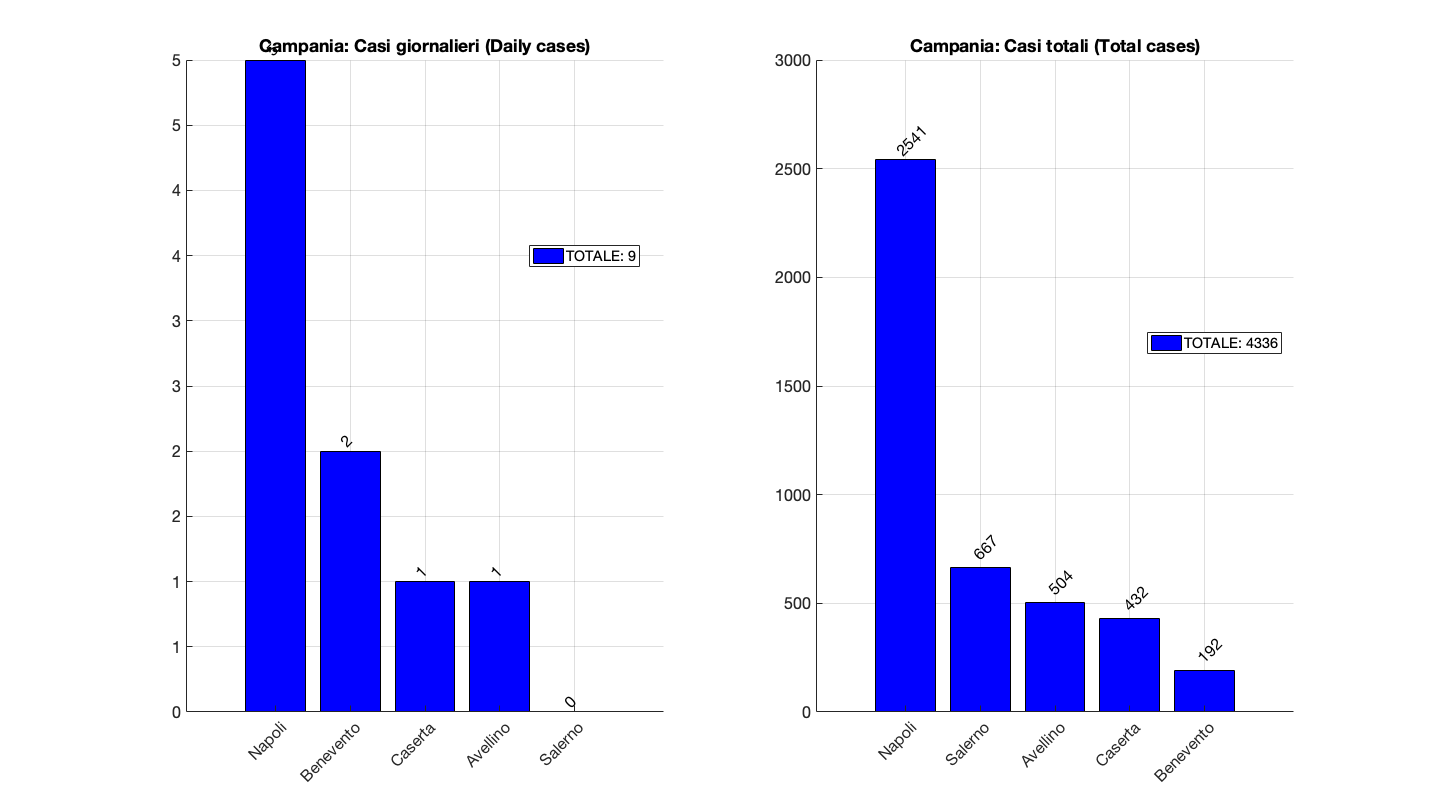 Campania: Casi giornalieri (Daily cases)
5
5
4
4
3
3
2
2
1
1
0
5
2
1
1
0
TOTALE: 9
Napoli
Benevento
Caserta
Avellino
Salerno
Campania: Casi totali (Total cases)
3000
2500
2000
1500
1000
500
0
2541
667
504
432
192
TOTALE: 4336
Napoli
Salerno
Avellino
Caserta
Benevento